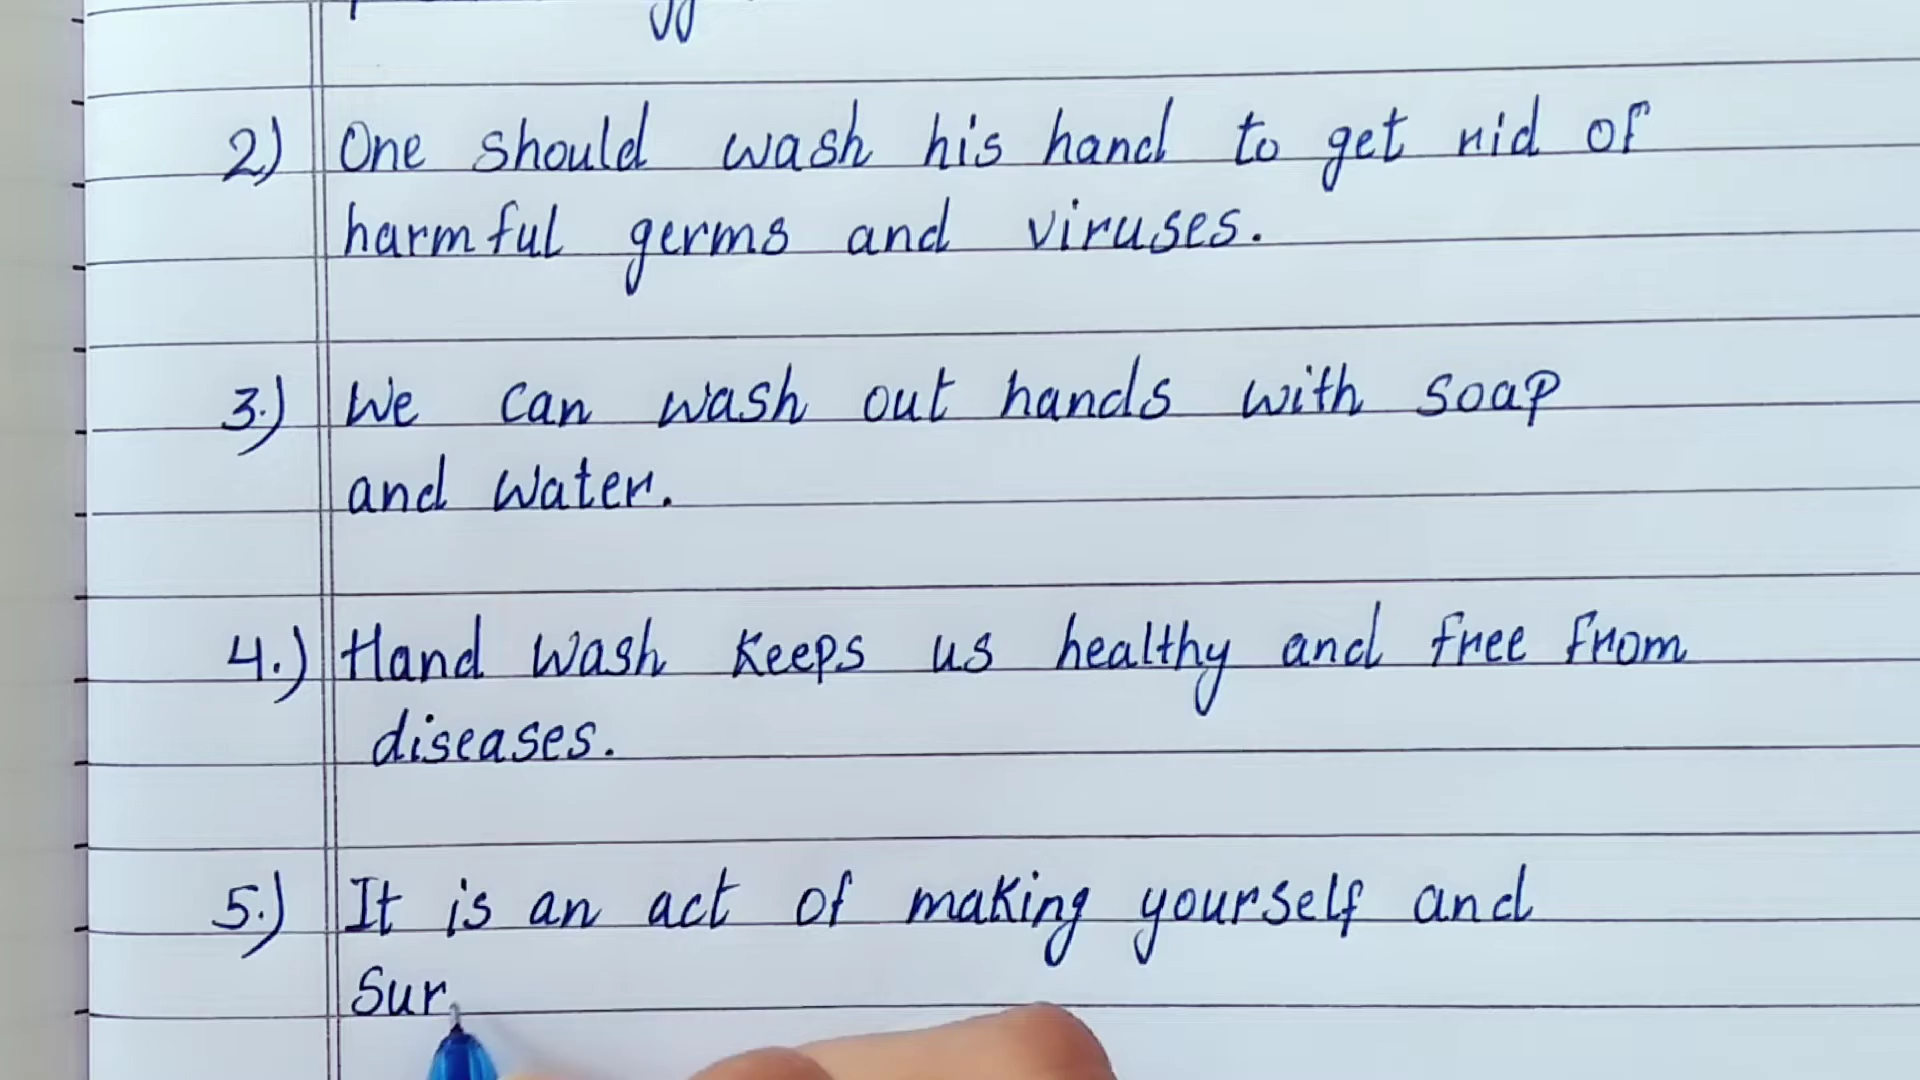 2) One should wash his hand to get rid of
harmful germs and viruses.
3.) We can wash out hands with soap
and water.
4.) Hand wash keeps us healthy and free from
diseases.
5.) It is an act of making yourself and
Sur